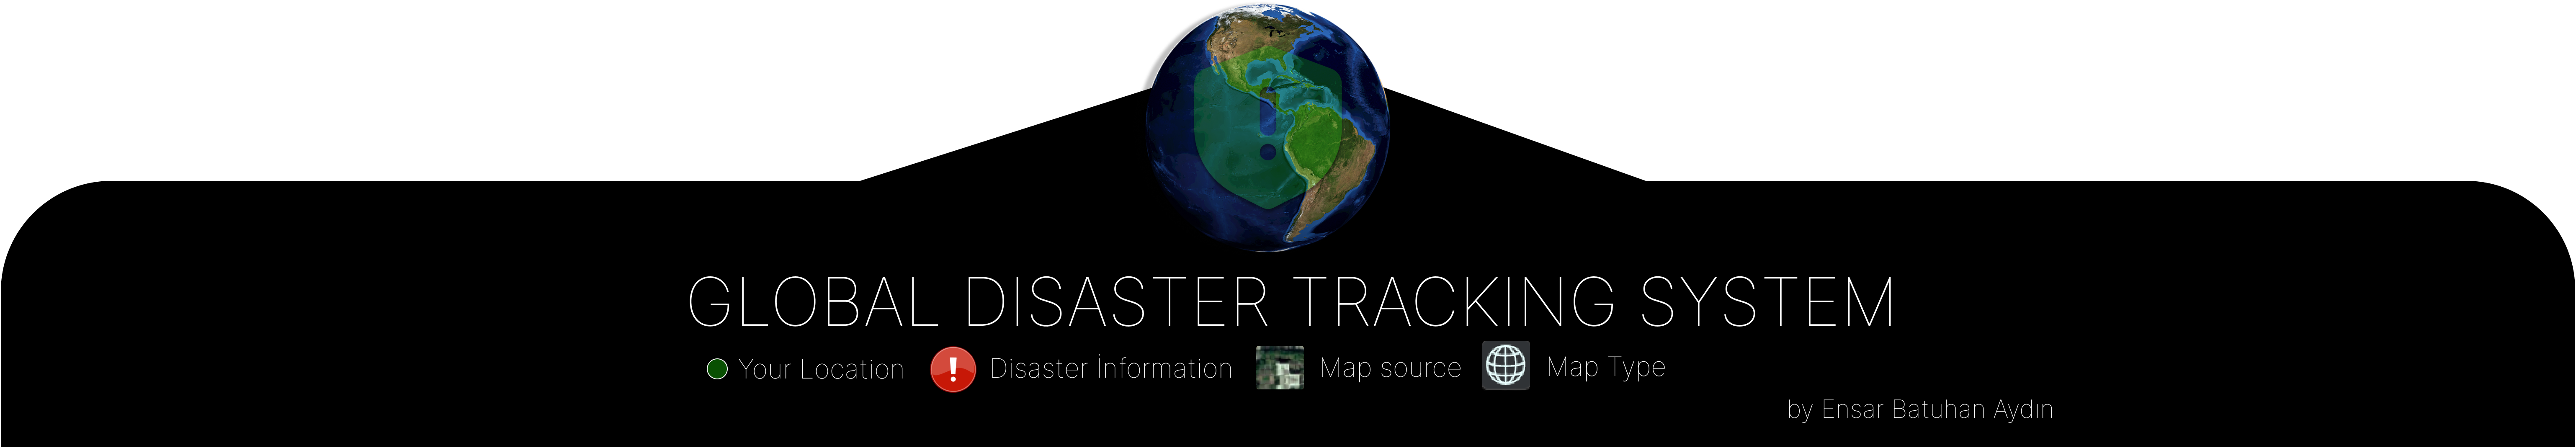 GLOBAL DISASTER TRACKING SYSTEM
Your Location Disaster İnformation Map source Map Type
by Ensar Batuhan Aydın